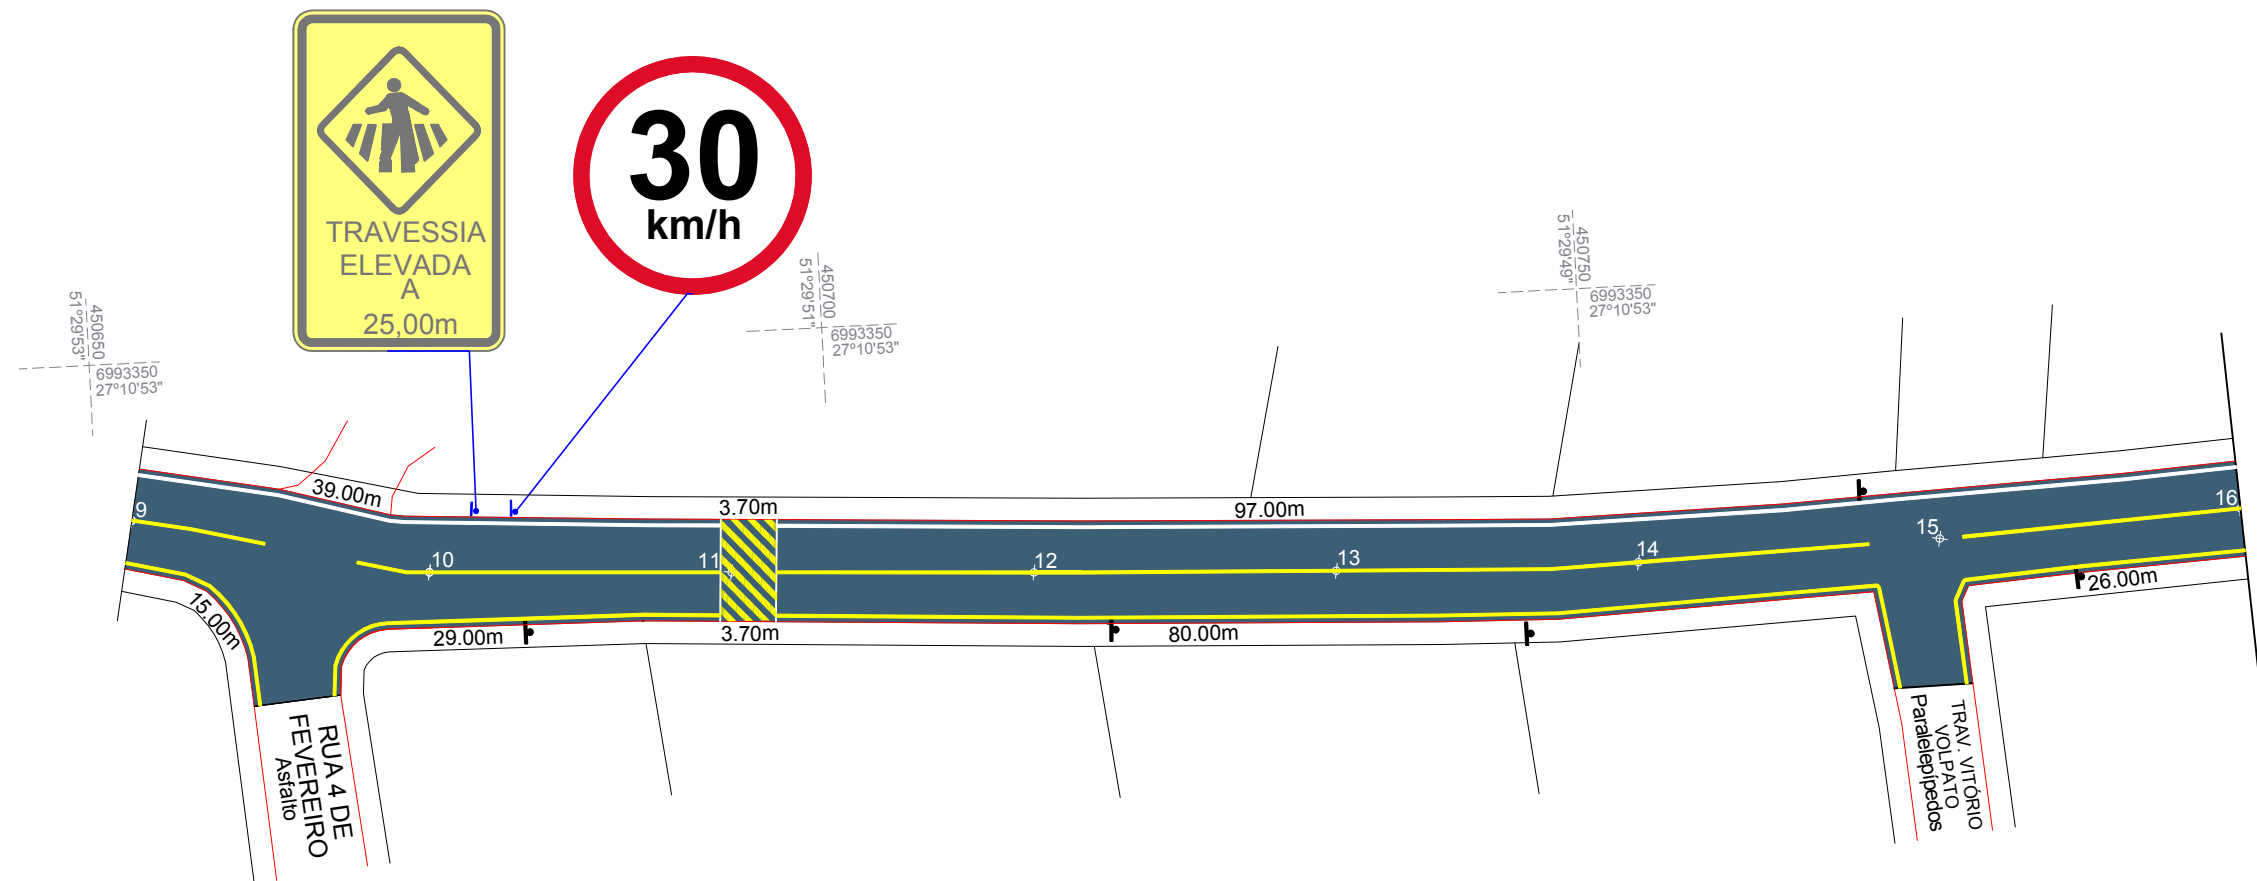 TRAVESSIA
ELEVADA
A
25,00m
30
km/h
450650
51°29'53"
6993350
27°10'53"
450700
51°29'51"
6993350
27°10'53"
450750
51°29'49"
6993350
27°10'53"
39.00m
3.70m
97.00m
9
10
11
12
13
14
15
16
15.00m
29.00m
3.70m
80.00m
26.00m
RUA 4 DE
FEVEREIRO
Asfalto
TRAV. VITÓRIO
VOLPATO
Paralelepípedos